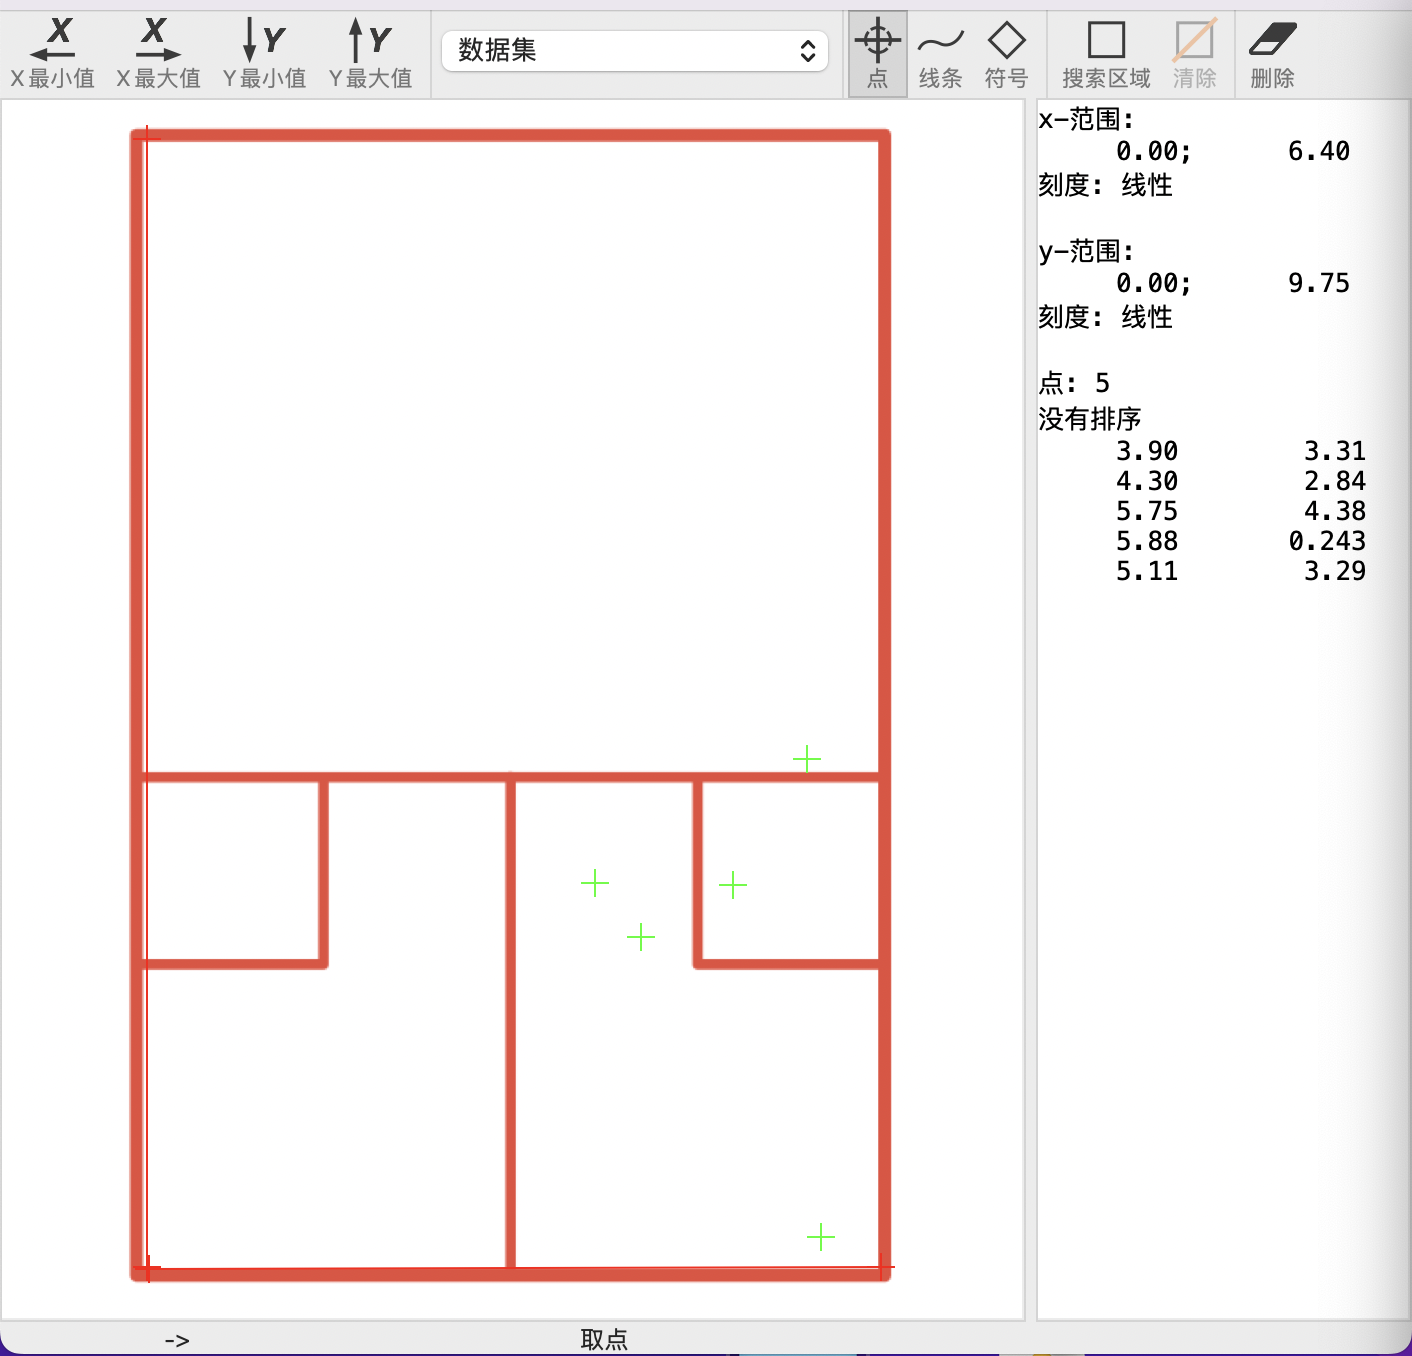 X 最小值 X 最大值 Y 最小值 Y 最大值 数据集 点 线条 符号 搜索区域 清除 删除
x-范围:
0.00; 6.40
刻度: 线性
y-范围:
0.00; 9.75
刻度: 线性
点: 5
没有排序
3.90 3.31
4.30 2.84
5.75 4.38
5.88 0.243
5.11 3.29
-> 取点